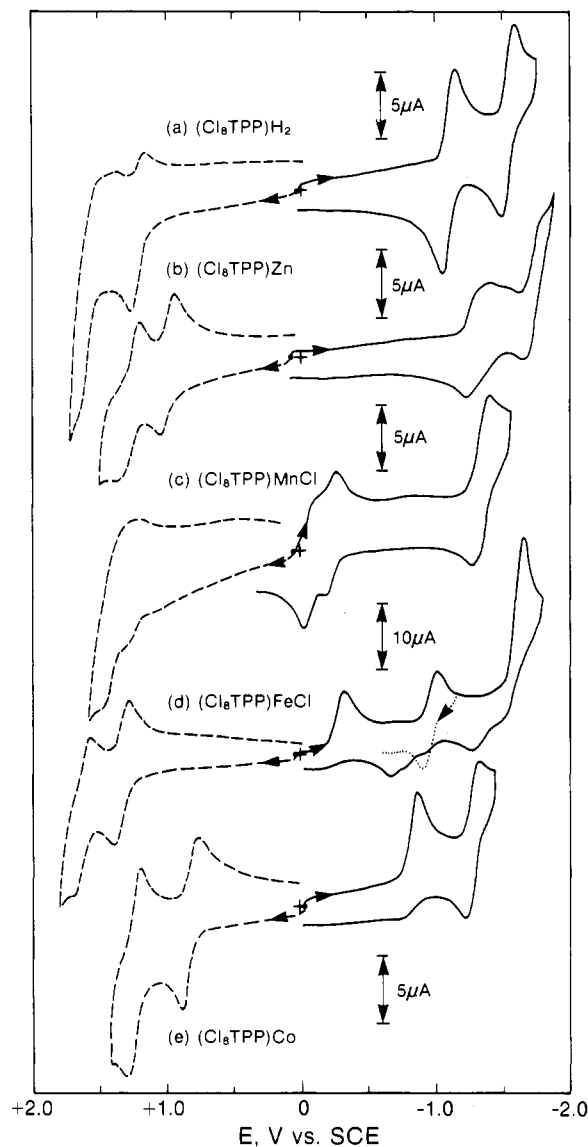 5μA
(a) (Cl₈TPP)H₂
5μA
(b) (Cl₈TPP)Zn
5μA
(c) (Cl₈TPP)MnCl
10μA
(d) (Cl₈TPP)FeCl
5μA
(e) (Cl₈TPP)Co
+2.0 +1.0 0 -1.0 -2.0
E, V vs. SCE